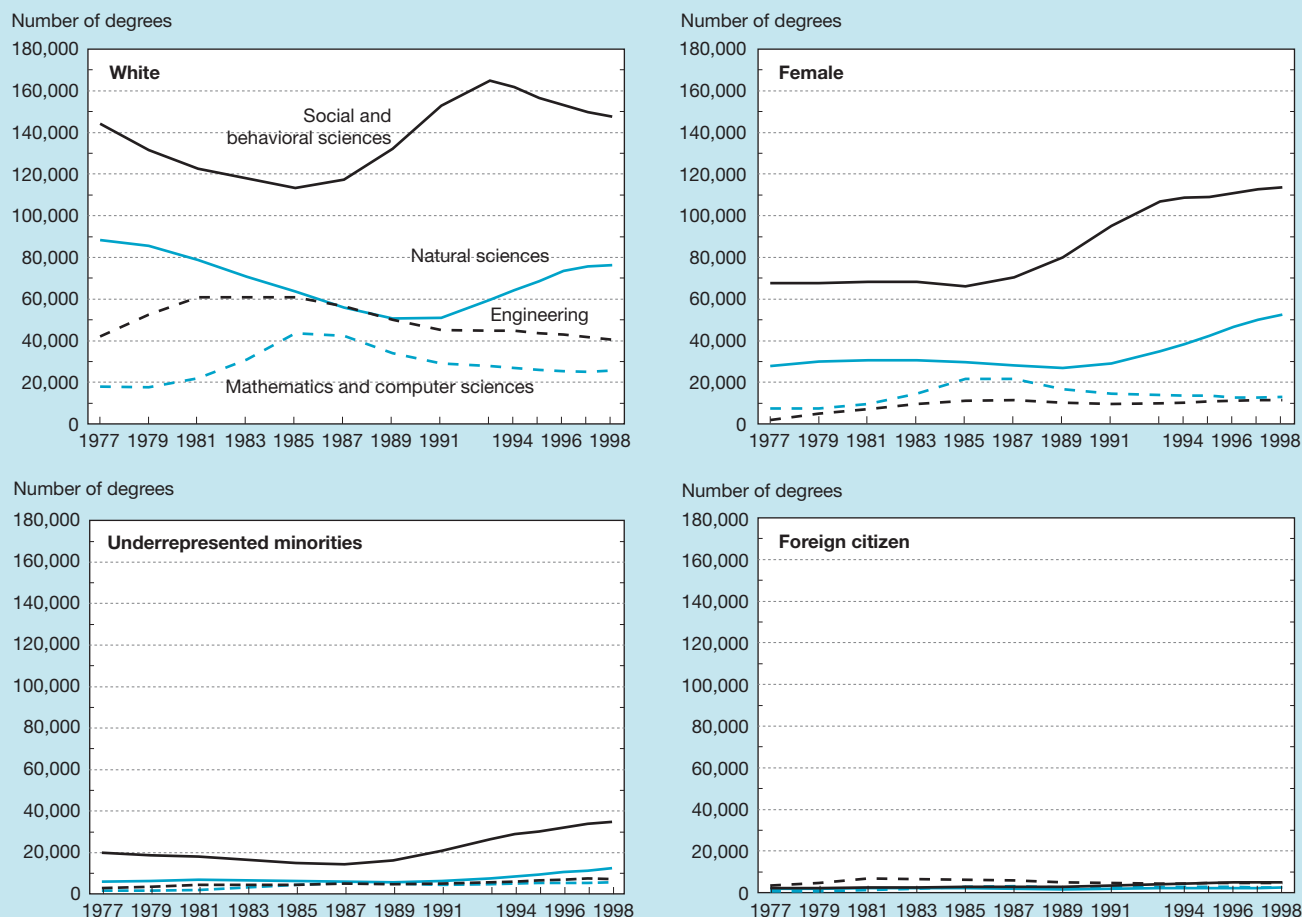 Number of degrees
180,000
160,000
140,000
120,000
100,000
80,000
60,000
40,000
20,000
0
White
Social and
behavioral sciences
Natural sciences
Engineering
Mathematics and computer sciences
1977 1979 1981 1983 1985 1987 1989 1991 1994 1996 1998
Number of degrees
180,000
160,000
140,000
120,000
100,000
80,000
60,000
40,000
20,000
0
Female
1977 1979 1981 1983 1985 1987 1989 1991 1994 1996 1998
Number of degrees
180,000
160,000
140,000
120,000
100,000
80,000
60,000
40,000
20,000
0
Underrepresented minorities
1977 1979 1981 1983 1985 1987 1989 1991 1994 1996 1998
Number of degrees
180,000
160,000
140,000
120,000
100,000
80,000
60,000
40,000
20,000
0
Foreign citizen
1977 1979 1981 1983 1985 1987 1989 1991 1994 1996 1998